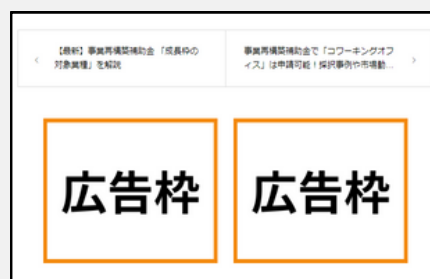 【最新】事業再構築補助金「成長枠の
対象業種」を解説
事業再構築補助金で「コワーキングオフ
ィス」は申請可能！採択事例や市場動...
広告枠
広告枠